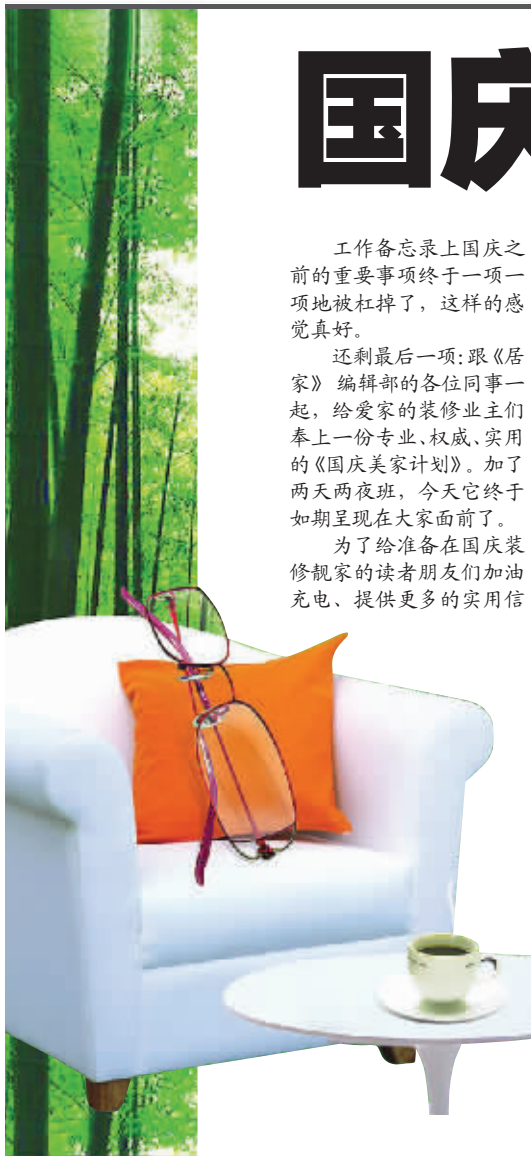 国庆
工作备忘录上国庆之
前的重要事项终于一项一
项地被杠掉了，这样的感
觉真好。
还剩最后一项：跟《居
家》 编辑部的各位同事一
起，给爱家的装修业主们
奉上一份专业、权威、实用
的《国庆美家计划》。加了
两天两夜班，今天它终于
如期呈现在大家面前了。
为了给准备在国庆装
修靓家的读者朋友们加油
充电、提供更多的实用信